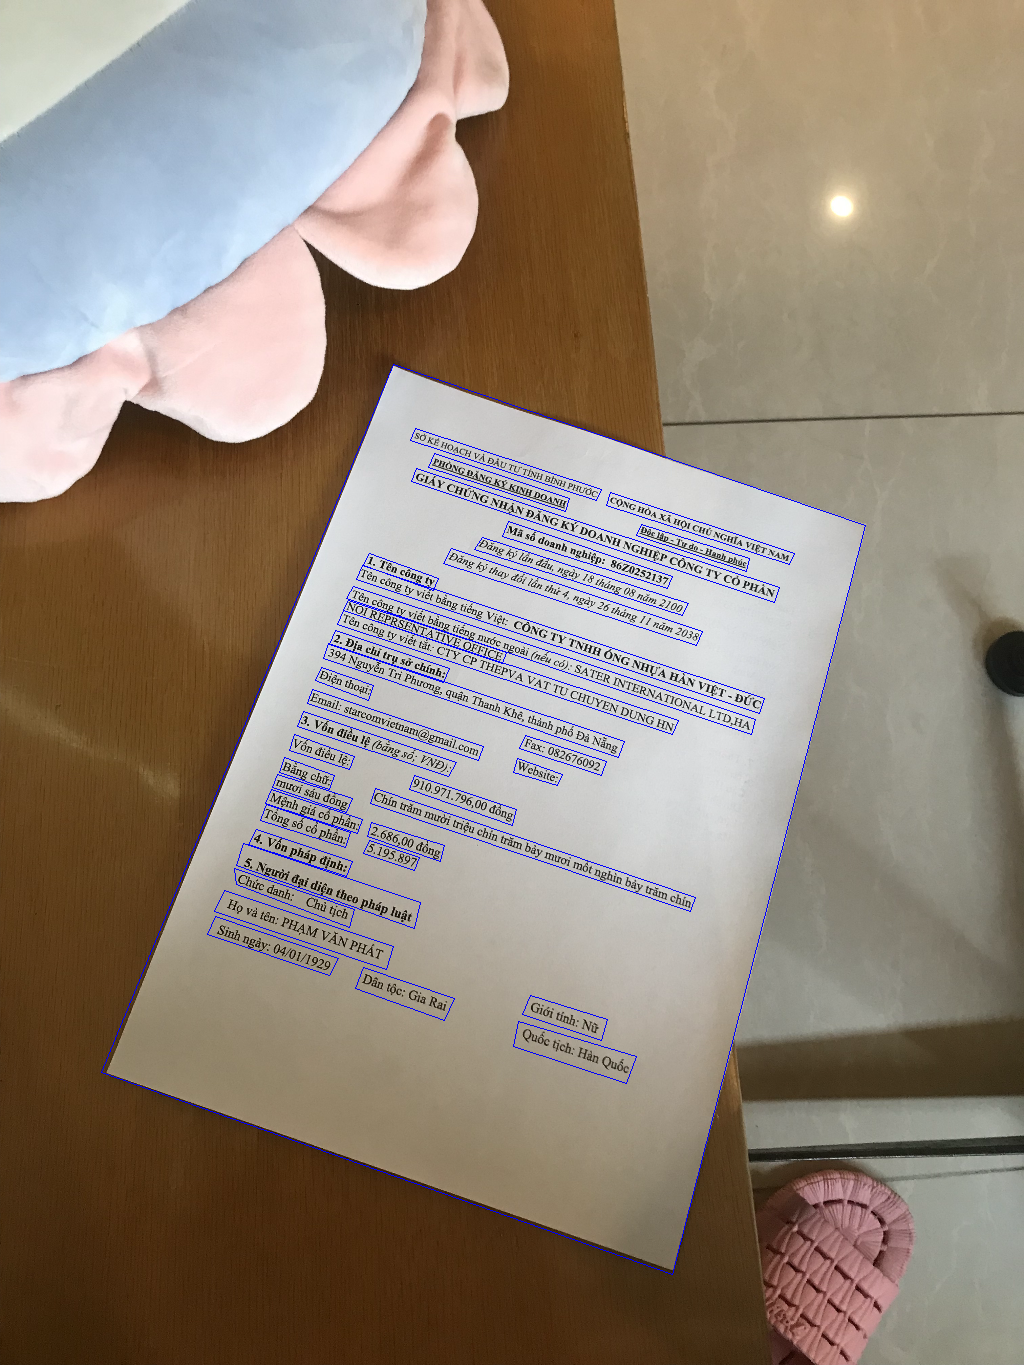 SỞ KẾ HOẠCH VÀ ĐẦU TƯ TỈNH BÌNH PHƯỚC
CỘNG HÒA XÃ HỘI CHỦ NGHĨA VIỆT NAM
PHÒNG ĐĂNG KÝ KINH DOANH
Độc lập - Tự do - Hạnh phúc
GIẤY CHỨNG NHẬN ĐĂNG KÝ DOANH NGHIỆP CÔNG TY CỔ PHẦN
Mã số doanh nghiệp: 86Z0252137
Đăng ký lần đầu, ngày 18 tháng 08 năm 2100
Đăng ký thay đổi lần thứ 4, ngày 26 tháng 11 năm 2038
1. Tên công ty
Tên công ty viết bằng tiếng Việt: CÔNG TY TNHH ỐNG NHỰA HÀN VIỆT - ĐỨC
Tên công ty viết bằng tiếng nước ngoài (nếu có): SATER INTERNATIONAL LTD,HA
NOI REPRSENTATIVE OFFICE
Tên công ty viết tắt: CTY CP THEPVA VAT TU CHUYEN DUNG HN
2. Địa chỉ trụ sở chính:
394 Nguyễn Tri Phương, quận Thanh Khê, thành phố Đà Nẵng
Điện thoại:
Fax: 082676092
Email: starcomvietnam@gmail.com
Website:
3. Vốn điều lệ (bằng số; VNĐ):
Vốn điều lệ:
910.971.796,00 đồng
Bằng chữ:
Chín trăm mười triệu chín trăm bảy mươi một nghìn bảy trăm chín
mươi sáu đồng
Mệnh giá cổ phần:
2.686,00 đồng
Tổng số cổ phần:
5.195.897
4. Vốn pháp định:
5. Người đại diện theo pháp luật
Chức danh: Chủ tịch
Họ và tên: PHẠM VĂN PHÁT
Giới tính: Nữ
Sinh ngày: 04/01/1929
Dân tộc: Gia Rai
Quốc tịch: Hàn Quốc